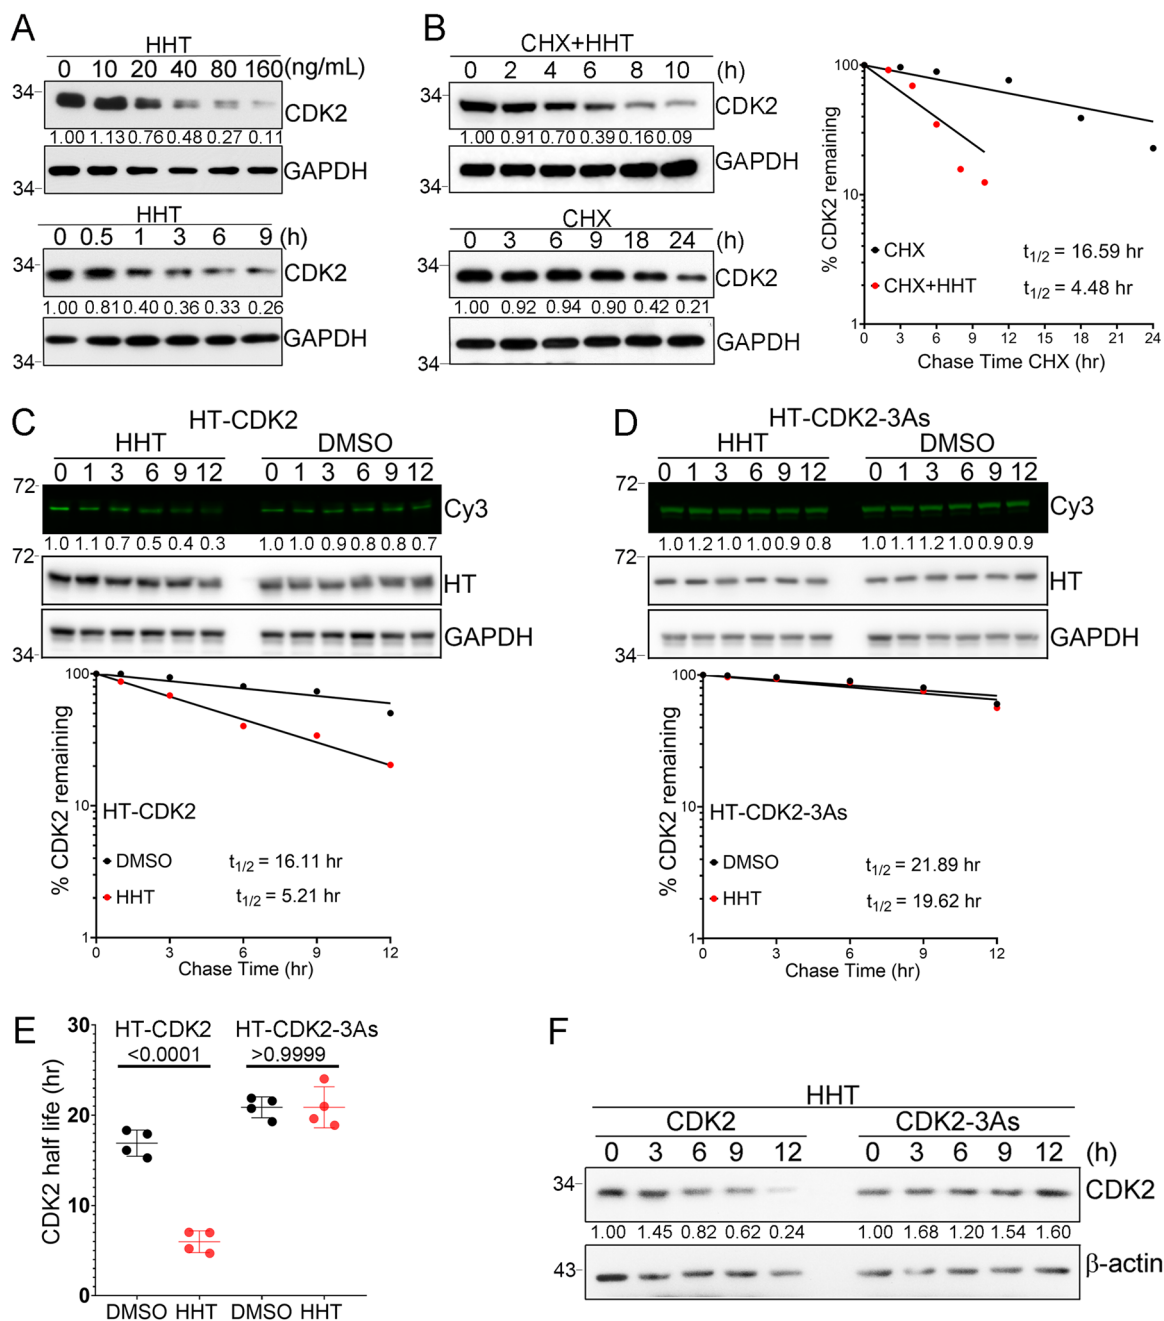 A
HHT
0 10 20 40 80 160 (ng/mL)
34
CDK2
1.00 1.13 0.76 0.48 0.27 0.11
GAPDH
34
HHT
0 0.5 1 3 6 9 (h)
34
CDK2
1.00 0.81 0.40 0.36 0.33 0.26
GAPDH
34
B
CHX+HHT
0 2 4 6 8 10 (h)
34
CDK2
1.00 0.91 0.70 0.39 0.16 0.09
GAPDH
34
CHX
0 3 6 9 18 24 (h)
34
CDK2
1.00 0.92 0.94 0.90 0.42 0.21
GAPDH
34
% CDK2 remaining
100
10
1
CHX t1/2 = 16.59 hr
CHX+HHT t1/2 = 4.48 hr
0 3 6 9 12 15 18 21 24
Chase Time CHX (hr)
C
HT-CDK2
HHT DMSO
0 1 3 6 9 12 0 1 3 6 9 12
72
Cy3
1.0 1.1 0.7 0.5 0.4 0.3 1.0 1.0 0.9 0.8 0.8 0.7
72
HT
GAPDH
34
% CDK2 remaining
100
10
1
HT-CDK2
DMSO t1/2 = 16.11 hr
HHT t1/2 = 5.21 hr
0 3 6 9 12
Chase Time (hr)
D
HT-CDK2-3As
HHT DMSO
0 1 3 6 9 12 0 1 3 6 9 12
72
Cy3
1.0 1.2 1.0 1.0 0.9 0.8 1.0 1.1 1.2 1.0 0.9 0.9
72
HT
GAPDH
34
% CDK2 remaining
100
10
1
HT-CDK2-3As
DMSO t1/2 = 21.89 hr
HHT t1/2 = 19.62 hr
0 3 6 9 12
Chase Time (hr)
E
CDK2 half life (hr)
30
20
10
0
HT-CDK2 HT-CDK2-3As
<0.0001 >0.9999
DMSO HHT DMSO HHT
F
HHT
CDK2 CDK2-3As
0 3 6 9 12 0 3 6 9 12 (h)
34
CDK2
1.00 1.45 0.82 0.62 0.24 1.00 1.68 1.20 1.54 1.60
43
β-actin